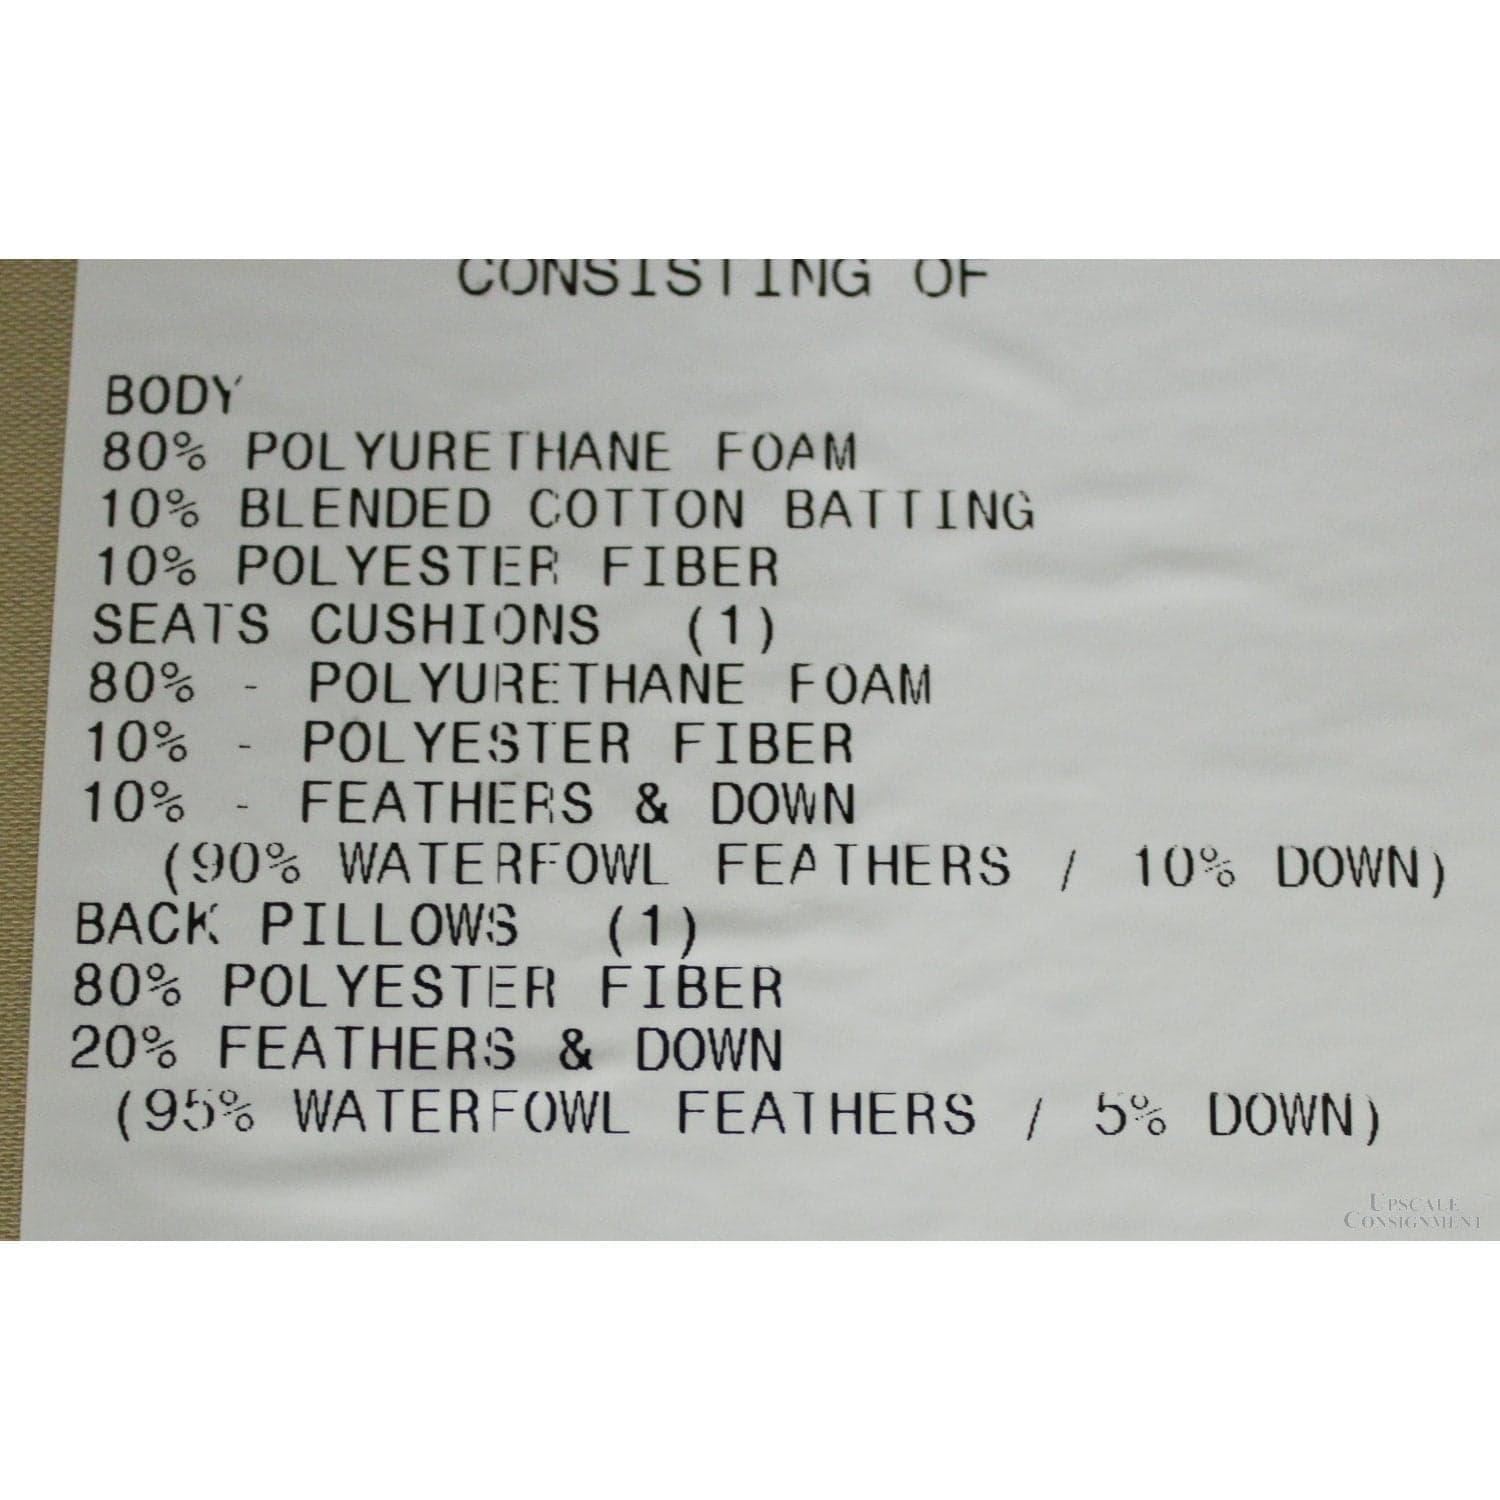 CONSISTING OF
BODY
80% POLYURETHANE FOAM
10% BLENDED COTTON BATTING
10% POLYESTER FIBER
SEATS CUSHIONS (1)
80% - POLYURETHANE FOAM
10% - POLYESTER FIBER
10% - FEATHERS & DOWN
(90% WATERFOWL FEATHERS / 10% DOWN)
BACK PILLOWS (1)
80% POLYESTER FIBER
20% FEATHERS & DOWN
(95% WATERFOWL FEATHERS / 5% DOWN)
UPSCALE
CONSIGNMENT